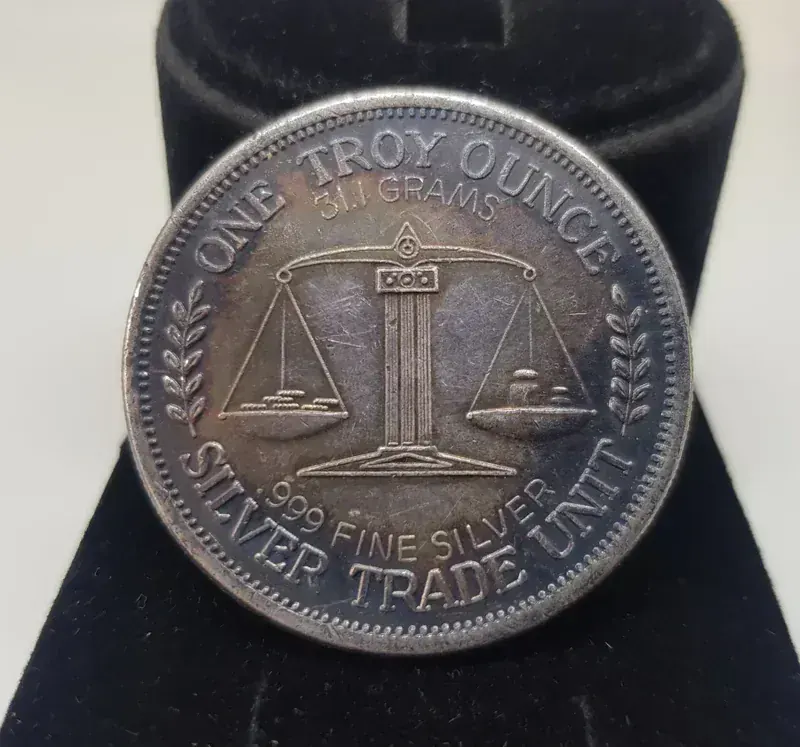 ONE TROY OUNCE
31.1 GRAMS
.999 FINE SILVER
SILVER TRADE UNIT